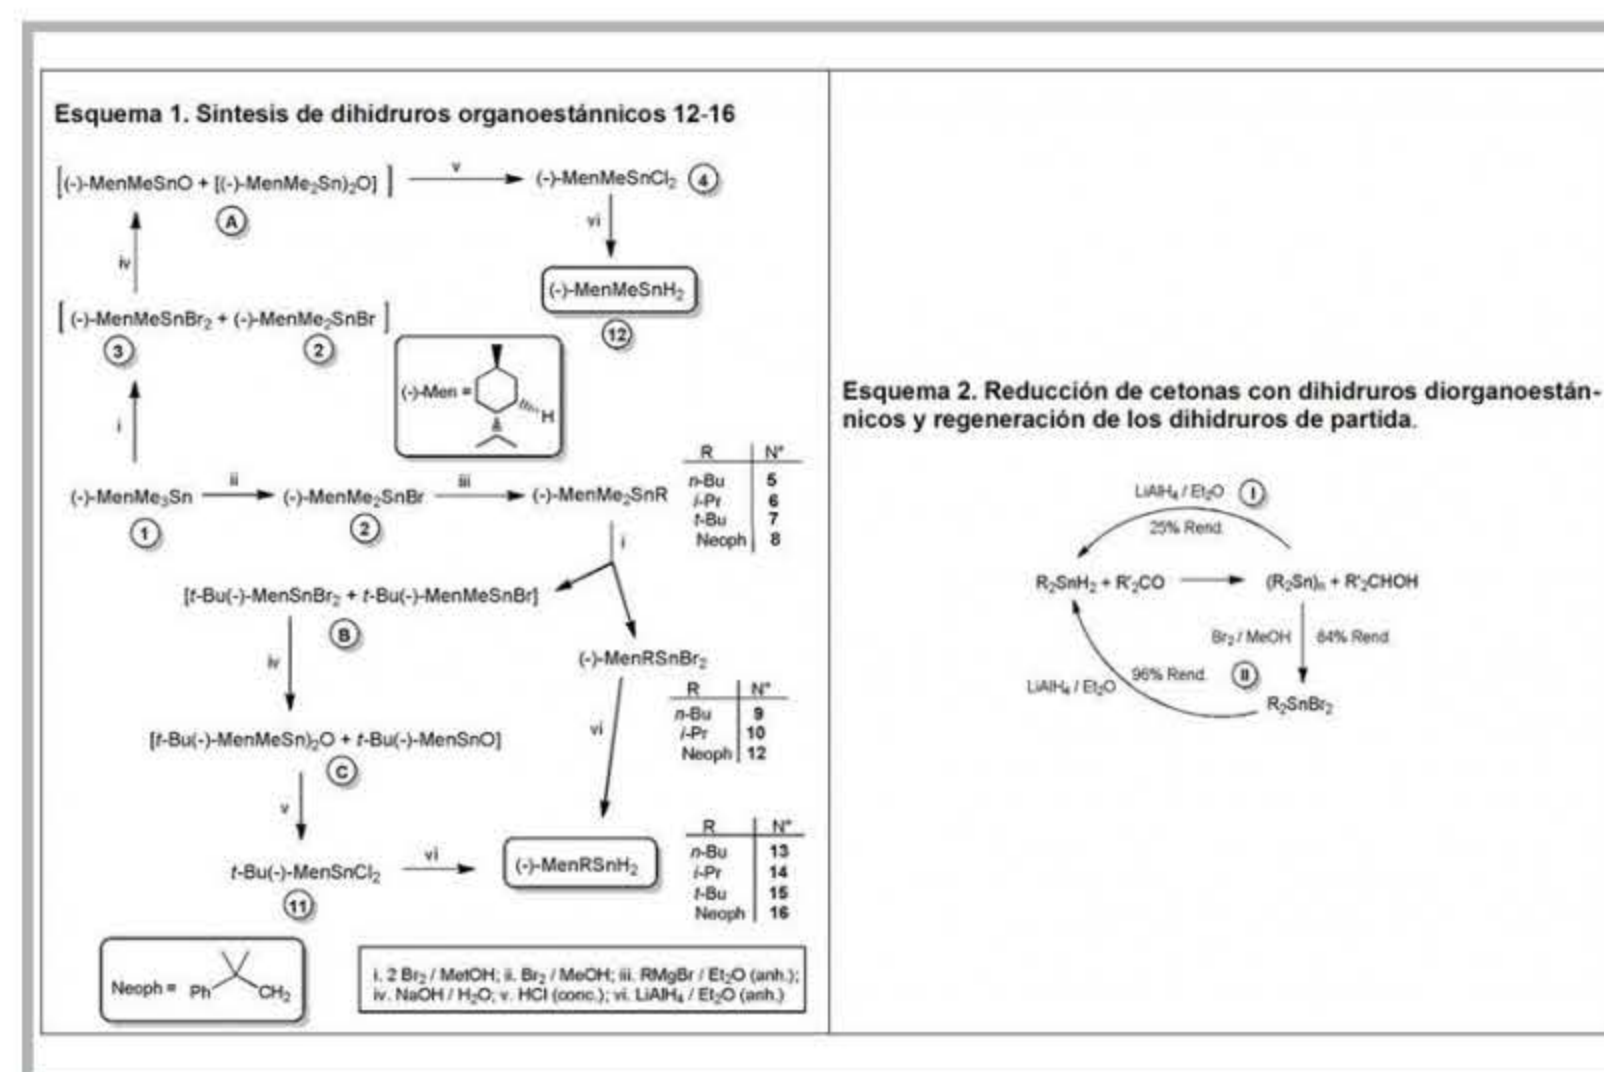 Esquema 1. Sintesis de dihidruros organoestánnicos 12-16
[(-)-MenMeSnO + [(-)-MenMe₂Sn)₂O] ]
v
(-)-MenMeSnCl₂ 4
A
vi
iv
(-)-MenMeSnH₂
12
[ (-)-MenMeSnBr₂ + (-)-MenMe₂SnBr ]
3
2
(-)-Men =
H
i
R N°
n-Bu 5
i-Pr 6
t-Bu 7
Neoph 8
(-)-MenMe₃Sn
ii
(-)-MenMe₂SnBr
iii
(-)-MenMe₂SnR
1
2
i
[t-Bu(-)-MenSnBr₂ + t-Bu(-)-MenMeSnBr]
B
iv
(-)-MenRSnBr₂
R N°
n-Bu 9
i-Pr 10
Neoph 12
vi
[t-Bu(-)-MenMeSn)₂O + t-Bu(-)-MenSnO]
C
v
t-Bu(-)-MenSnCl₂
vi
(-)-MenRSnH₂
11
R N°
n-Bu 13
i-Pr 14
t-Bu 15
Neoph 16
Neoph = Ph CH₂
i. 2 Br₂ / MetOH; ii. Br₂ / MeOH; iii. RMgBr / Et₂O (anh.);
iv. NaOH / H₂O; v. HCl (conc.); vi. LiAlH₄ / Et₂O (anh.)
Esquema 2. Reducción de cetonas con dihidruros diorganoestán-
nicos y regeneración de los dihidruros de partida.
LiAlH₄ / Et₂O I
25% Rend.
R₂SnH₂ + R'₂CO
(R₂Sn)ₙ + R'₂CHOH
Br₂ / MeOH
84% Rend.
96% Rend.
II
LiAlH₄ / Et₂O
R₂SnBr₂